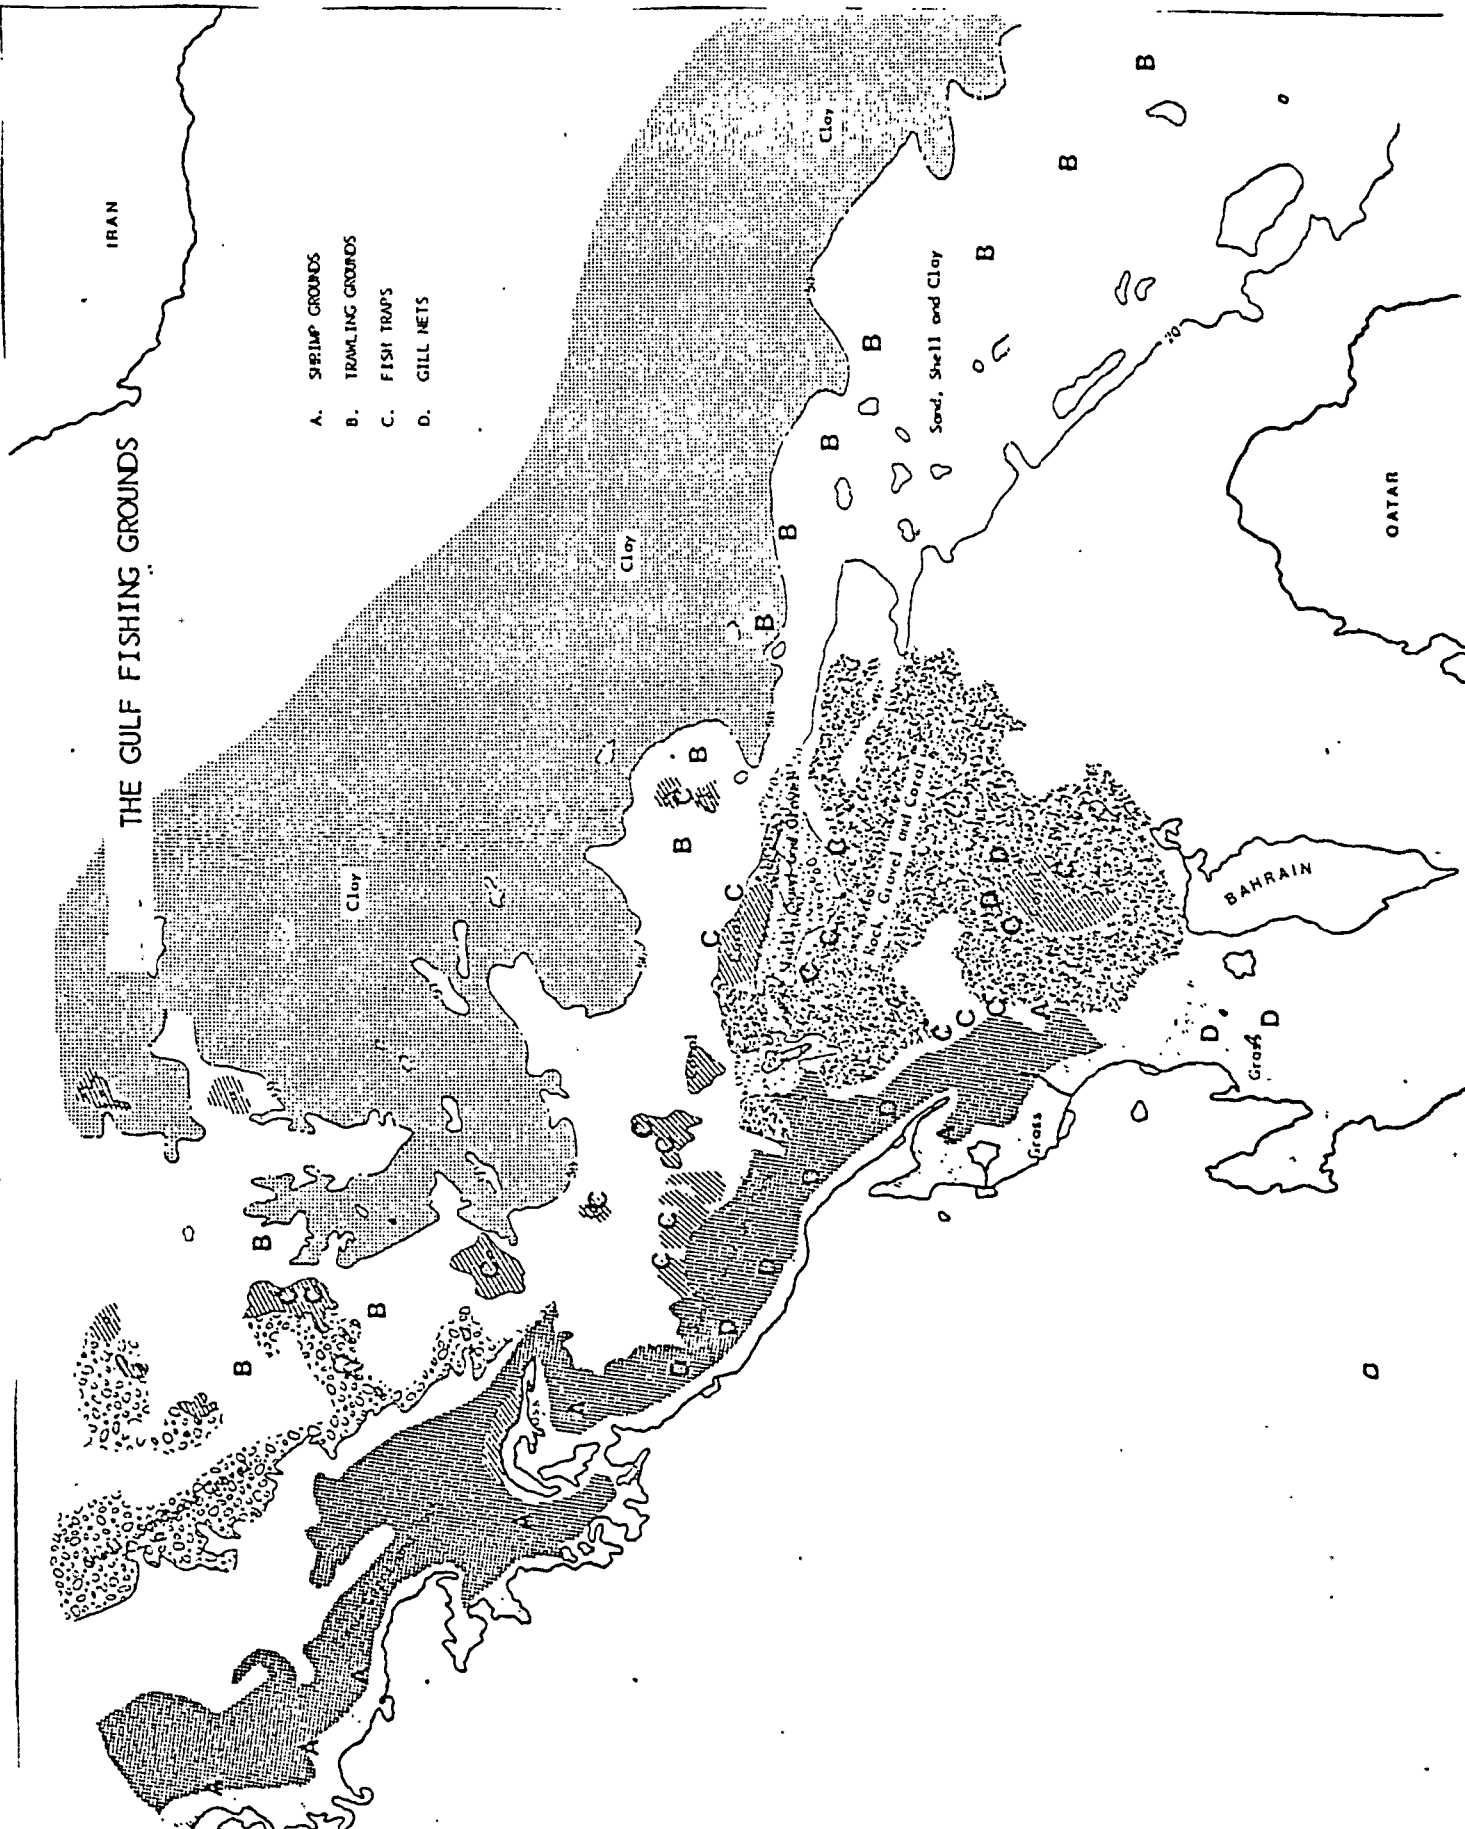 THE GULF FISHING GROUNDS
IRAN
A. SHRIMP GROUNDS
B. TRAWLING GROUNDS
C. FISH TRAPS
D. GILL NETS
Clay
Clay
Clay
Sand, Shell and Clay
Rock, Gravel and Coral
QATAR
BAHRAIN
Grass
Grass
B
B
B
B
B
B
B
B
B
B
B
B
B
C
C
C
C
C
C
C
C
C
D
D
D
D
D
D
D
D
D
A
A
A
A
A
A